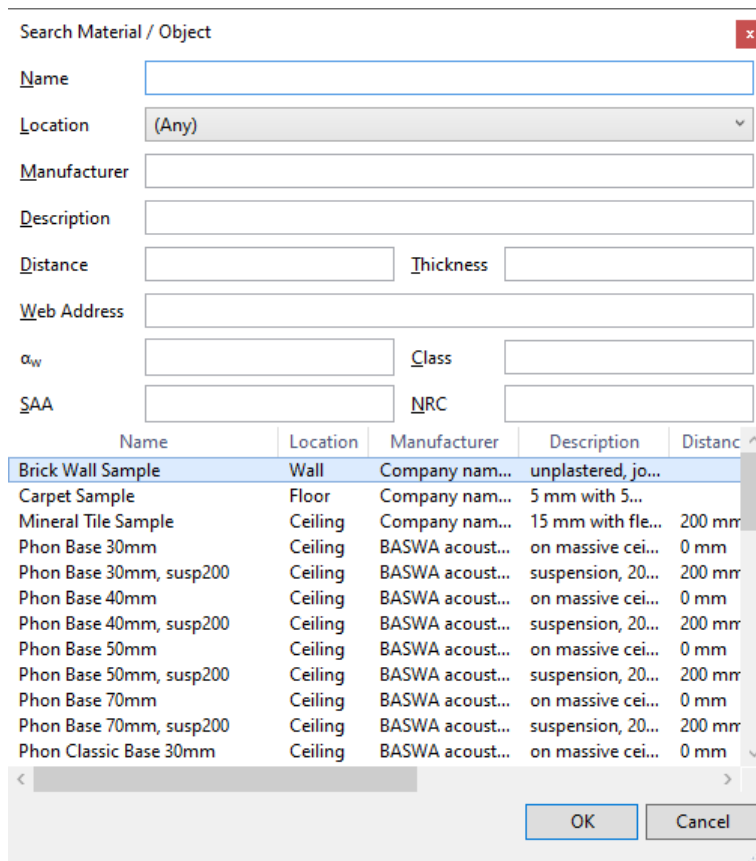 Search Material / Object
x
Name
Location (Any)
Manufacturer
Description
Distance Thickness
Web Address
αw Class
SAA NRC
Name Location Manufacturer Description Distanc
Brick Wall Sample Wall Company nam... unplastered, jo...
Carpet Sample Floor Company nam... 5 mm with 5...
Mineral Tile Sample Ceiling Company nam... 15 mm with fle... 200 mm
Phon Base 30mm Ceiling BASWA acoust... on massive cei... 0 mm
Phon Base 30mm, susp200 Ceiling BASWA acoust... suspension, 20... 200 mm
Phon Base 40mm Ceiling BASWA acoust... on massive cei... 0 mm
Phon Base 40mm, susp200 Ceiling BASWA acoust... suspension, 20... 200 mm
Phon Base 50mm Ceiling BASWA acoust... on massive cei... 0 mm
Phon Base 50mm, susp200 Ceiling BASWA acoust... suspension, 20... 200 mm
Phon Base 70mm Ceiling BASWA acoust... on massive cei... 0 mm
Phon Base 70mm, susp200 Ceiling BASWA acoust... suspension, 20... 200 mm
Phon Classic Base 30mm Ceiling BASWA acoust... on massive cei... 0 mm
OK Cancel